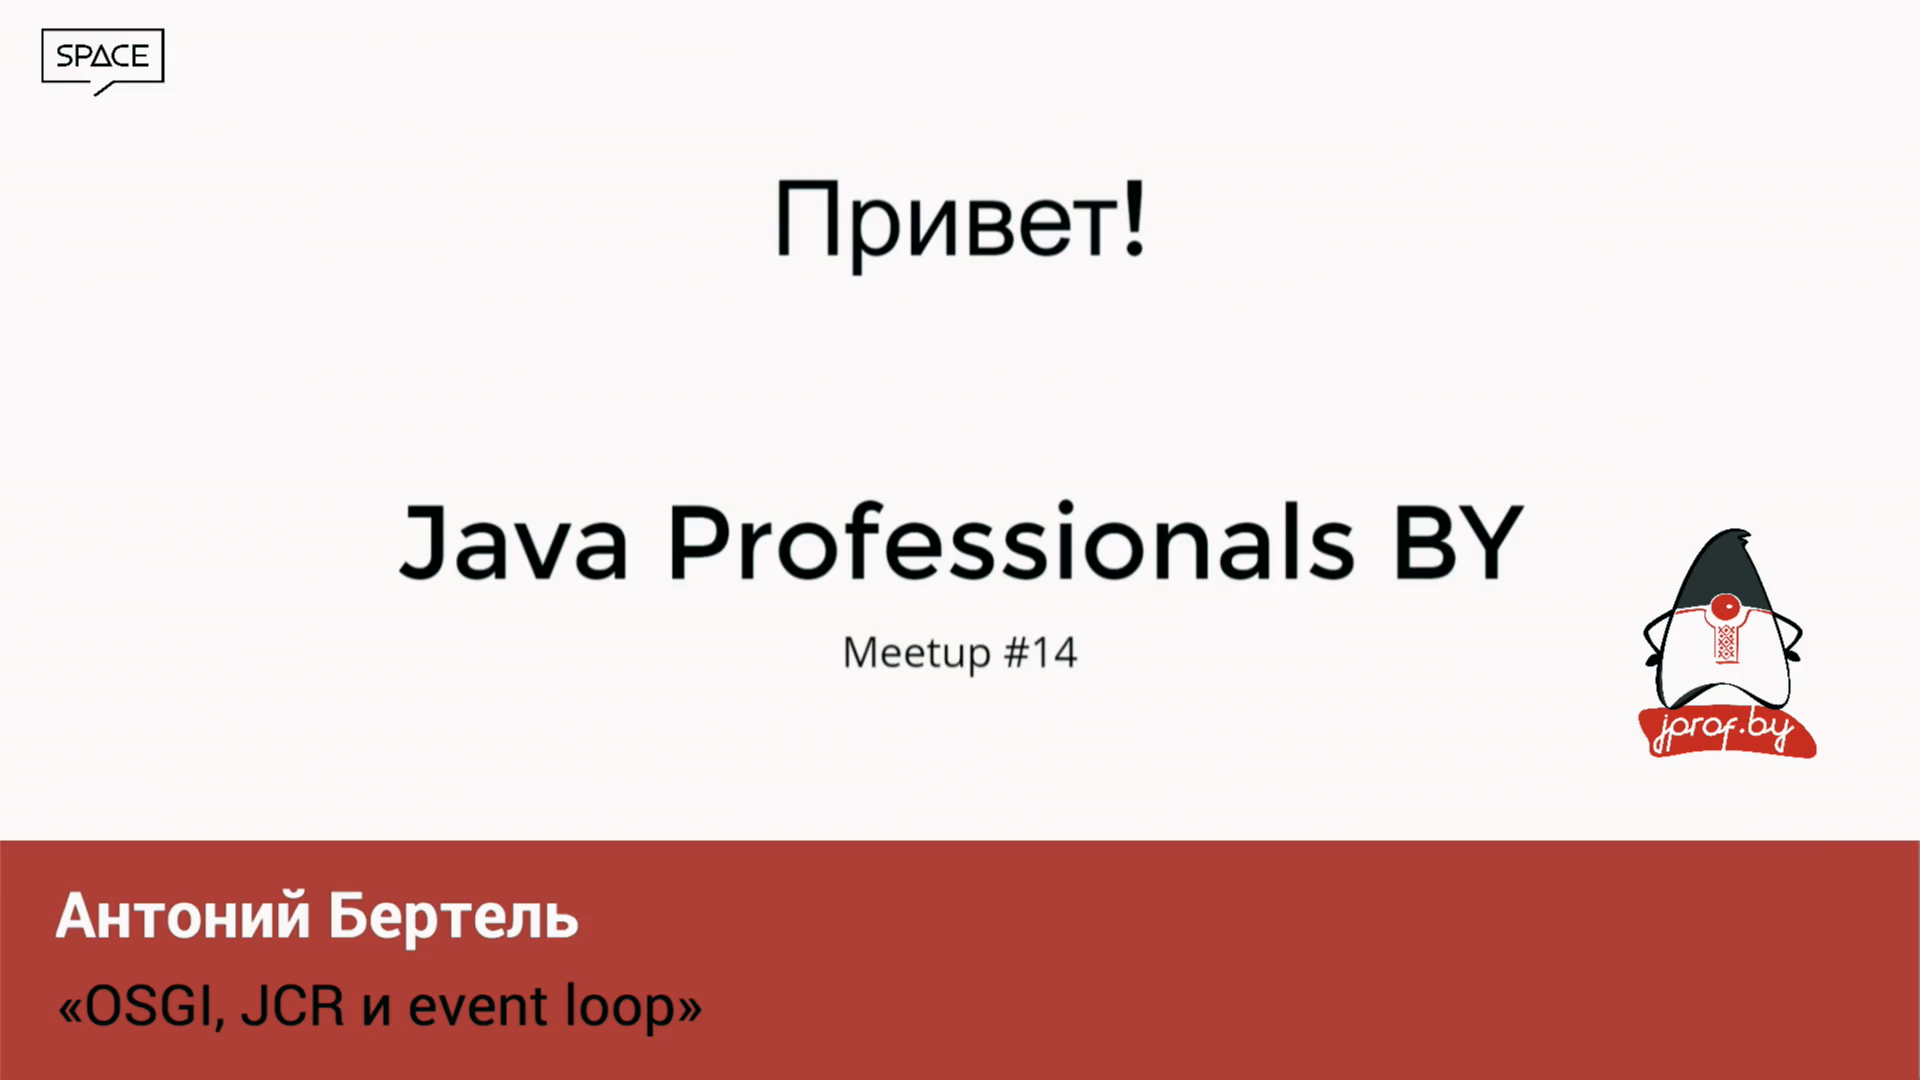 SPACE
Привет!
Java Professionals BY
Meetup #14
jprof.by
Антоний Бертель
«OSGI, JCR и event loop»